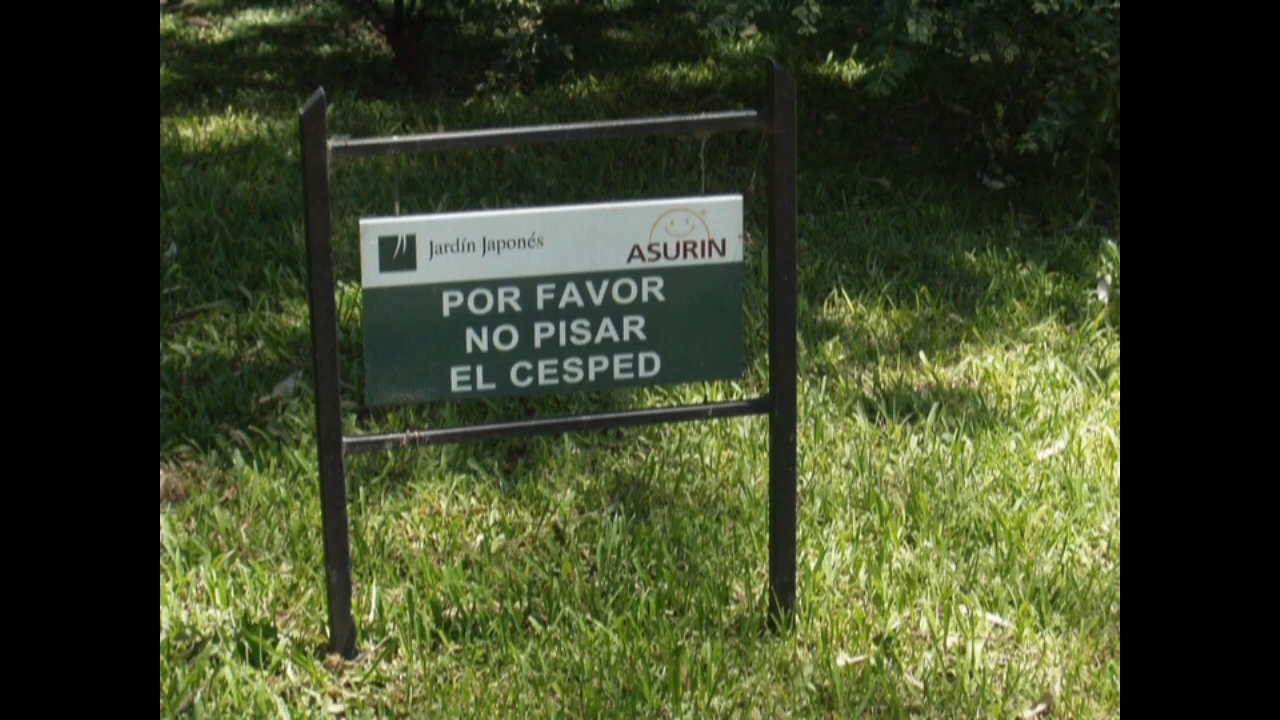 Jardín Japonés
ASURIN
POR FAVOR
NO PISAR
EL CESPED